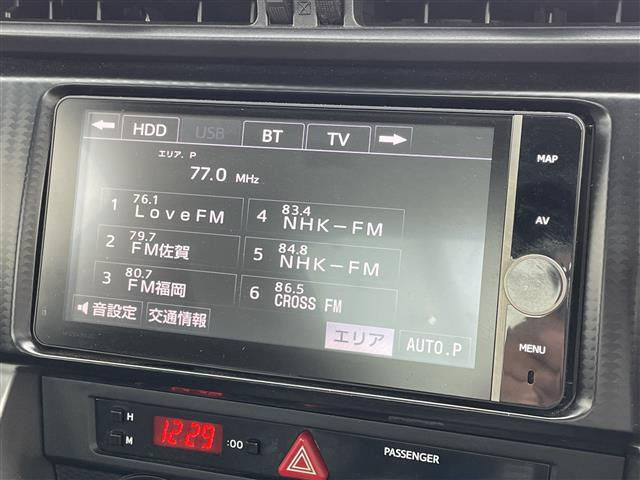 HDD USB BT TV
エリア.P
77.0 MHz
1 76.1 LoveFM
2 79.7 FM佐賀
3 80.7 FM福岡
4 83.4 NHK-FM
5 84.8 NHK-FM
6 86.5 CROSS FM
音設定 交通情報 エリア AUTO.P
MAP
AV
MENU
H
M
12:29
:00
PASSENGER